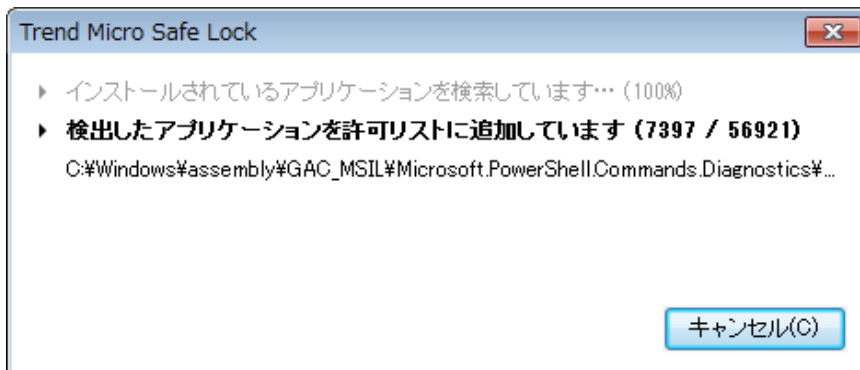 Trend Micro Safe Lock
インストールされているアプリケーションを検索しています… (100%)
検出したアプリケーションを許可リストに追加しています (7397 / 56921)
C:¥Windows¥assembly¥GAC_MSIL¥Microsoft.PowerShell.Commands.Diagnostics¥...
キャンセル(C)